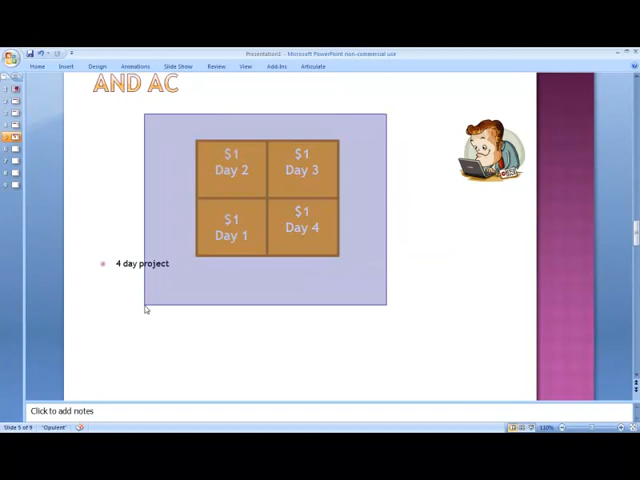 Presentation1 - Microsoft PowerPoint non-commercial use
Home Insert Design Animations Slide Show Review View Add-Ins Articulate
AND AC
$1
Day 2
$1
Day 3
$1
Day 1
$1
Day 4
4 day project
Click to add notes
Slide 5 of 9 "Opulent" 110%